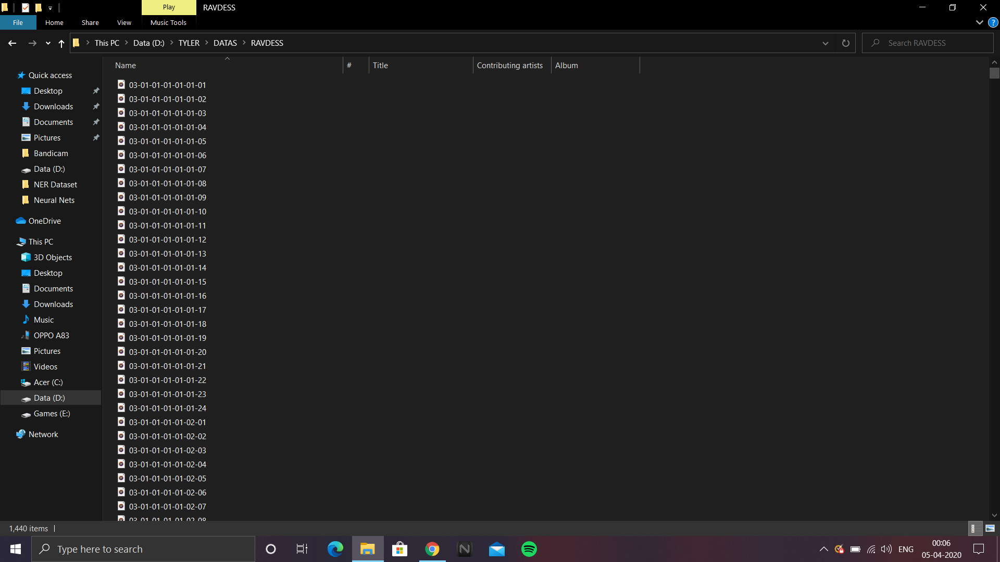 Play
RAVDESS
File
Home
Share
View
Music Tools
?
This PC
Data (D:)
TYLER
DATAS
RAVDESS
Search RAVDESS
Name
#
Title
Contributing artists
Album
Quick access
Desktop
Downloads
Documents
Pictures
Bandicam
Data (D:)
NER Dataset
Neural Nets
OneDrive
This PC
3D Objects
Desktop
Documents
Downloads
Music
OPPO A83
Pictures
Videos
Acer (C:)
Data (D:)
Games (E:)
Network
03-01-01-01-01-01-01
03-01-01-01-01-01-02
03-01-01-01-01-01-03
03-01-01-01-01-01-04
03-01-01-01-01-01-05
03-01-01-01-01-01-06
03-01-01-01-01-01-07
03-01-01-01-01-01-08
03-01-01-01-01-01-09
03-01-01-01-01-01-10
03-01-01-01-01-01-11
03-01-01-01-01-01-12
03-01-01-01-01-01-13
03-01-01-01-01-01-14
03-01-01-01-01-01-15
03-01-01-01-01-01-16
03-01-01-01-01-01-17
03-01-01-01-01-01-18
03-01-01-01-01-01-19
03-01-01-01-01-01-20
03-01-01-01-01-01-21
03-01-01-01-01-01-22
03-01-01-01-01-01-23
03-01-01-01-01-01-24
03-01-01-01-01-02-01
03-01-01-01-01-02-02
03-01-01-01-01-02-03
03-01-01-01-01-02-04
03-01-01-01-01-02-05
03-01-01-01-01-02-06
03-01-01-01-01-02-07
03-01-01-01-01-02-08
1,440 items
Type here to search
N
ENG
00:06
05-04-2020